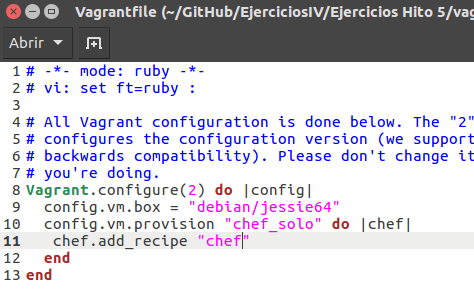 Vagrantfile (~/GitHub/EjerciciosIV/Ejercicios Hito 5/vag
Abrir
1 # -*- mode: ruby -*-
2 # vi: set ft=ruby :
3
4 # All Vagrant configuration is done below. The "2"
5 # configures the configuration version (we support
6 # backwards compatibility). Please don't change it
7 # you're doing.
8 Vagrant.configure(2) do |config|
9 config.vm.box = "debian/jessie64"
10 config.vm.provision "chef_solo" do |chef|
11 chef.add_recipe "chef"
12 end
13 end